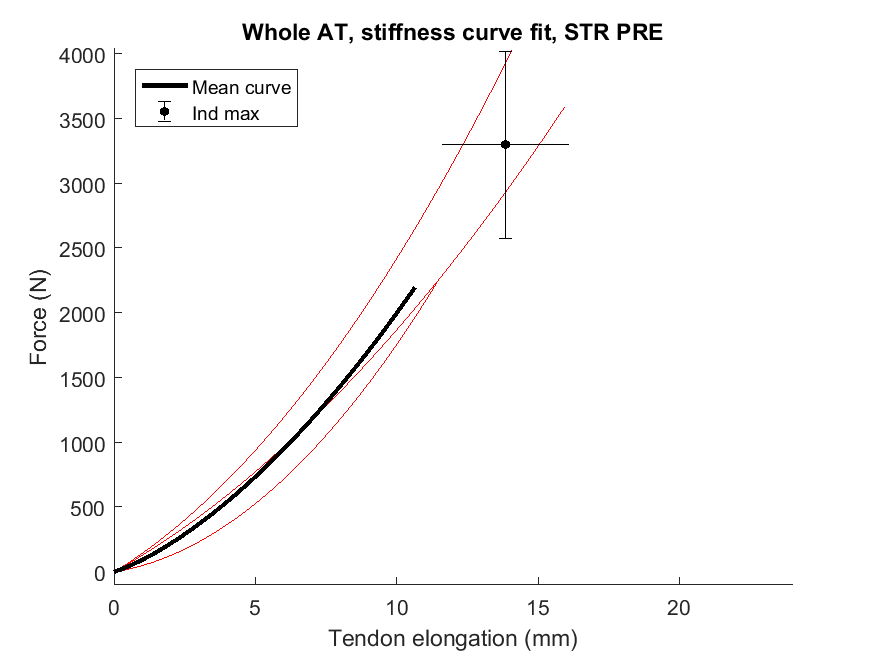 Whole AT, stiffness curve fit, STR PRE
Mean curve
Ind max
4000
3500
3000
2500
2000
1500
1000
500
0
Force (N)
0 5 10 15 20
Tendon elongation (mm)